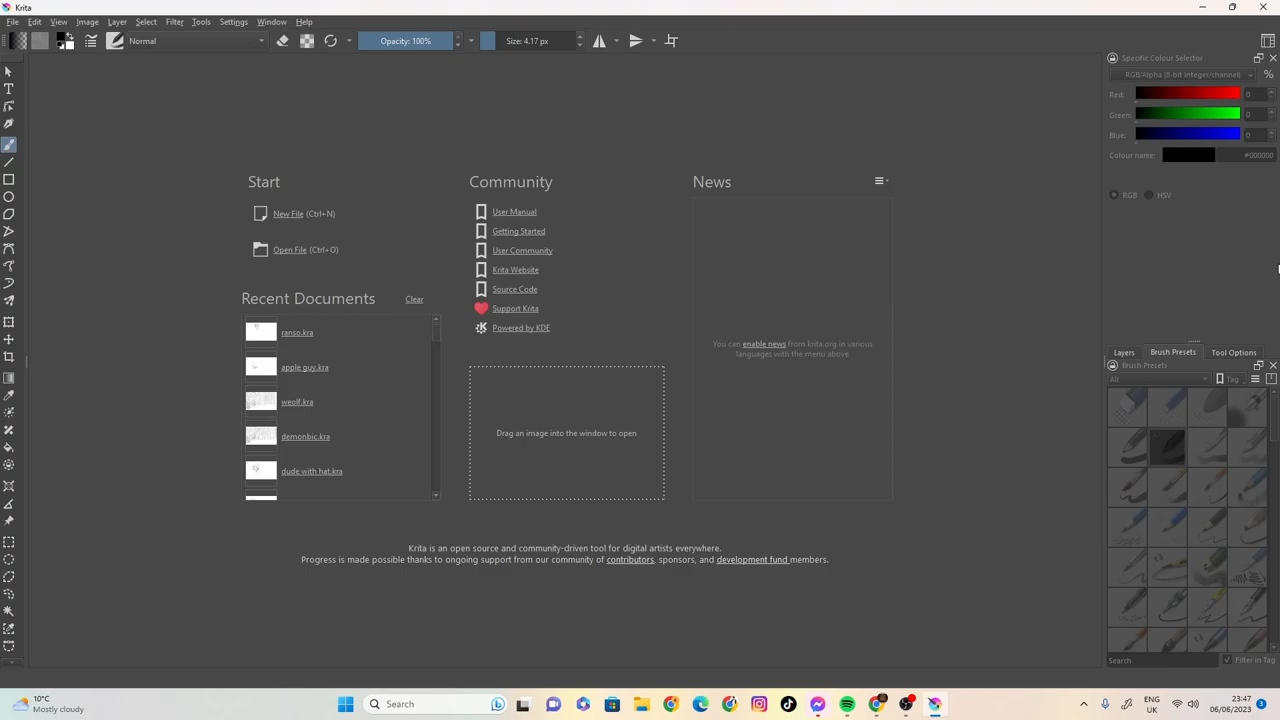 Krita
File Edit View Image Layer Select Filter Tools Settings Window Help
Normal
Opacity: 100%
Size: 4.17 px
Specific Colour Selector
RGB/Alpha (8-bit integer/channel)
%
Red: 0
Green: 0
Blue: 0
Colour name: #000000
RGB HSV
Start
New File (Ctrl+N)
Open File (Ctrl+O)
Recent Documents Clear
ranso.kra
apple guy.kra
weolf.kra
demonbic.kra
dude with hat.kra
Community
User Manual
Getting Started
User Community
Krita Website
Source Code
Support Krita
Powered by KDE
Drag an image into the window to open
News
You can enable news from krita.org in various
languages with the menu above
Krita is an open source and community-driven tool for digital artists everywhere.
Progress is made possible thanks to ongoing support from our community of contributors, sponsors, and development fund members.
Layers Brush Presets Tool Options
Brush Presets
All Tag
Search Filter in Tag
10°C
Mostly cloudy
Search
ENG
UK
23:47
06/06/2023
3